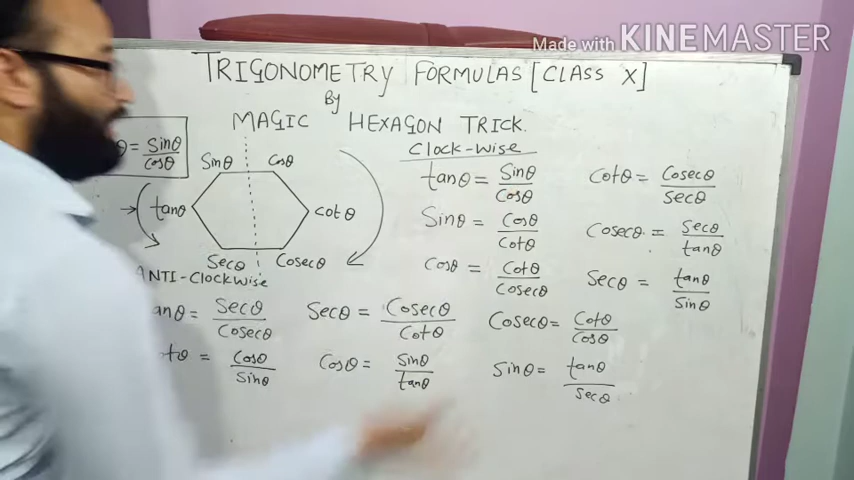 Made with KINEMASTER
TRIGONOMETRY FORMULAS [CLASS X]
By
MAGIC HEXAGON TRICK.
θ = Sinθ/Cosθ
Sinθ Cosθ
tanθ Cotθ
Secθ Cosecθ
Clock-wise
tanθ = Sinθ/Cosθ Cotθ = Cosecθ/Secθ
Sinθ = Cosθ/Cotθ Cosecθ = Secθ/tanθ
Cosθ = Cotθ/Cosecθ Secθ = tanθ/Sinθ
ANTI-Clockwise
anθ = Secθ/Cosecθ Secθ = Cosecθ/Cotθ Cosecθ = Cotθ/Cosθ
otθ = Cosθ/Sinθ Cosθ = Sinθ/tanθ Sinθ = tanθ/Secθ